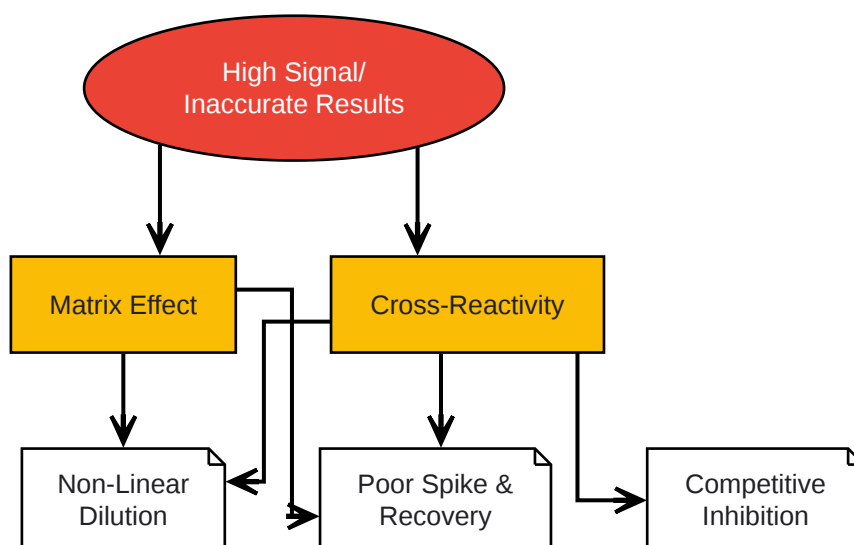 High Signal/
Inaccurate Results
Matrix Effect
Cross-Reactivity
Non-Linear
Dilution
Poor Spike &
Recovery
Competitive
Inhibition